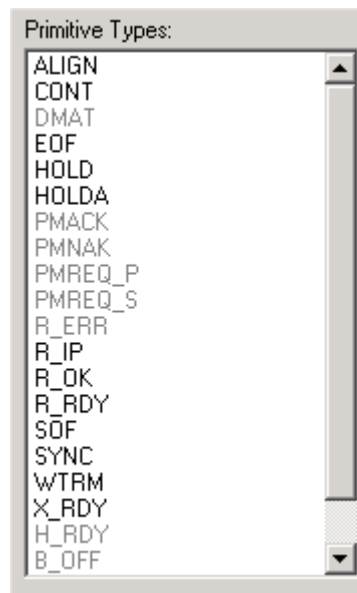 Primitive Types:
ALIGN
CONT
DMAT
EOF
HOLD
HOLDA
PMACK
PMNAK
PMREQ_P
PMREQ_S
R_ERR
R_IP
R_OK
R_RDY
SOF
SYNC
WTRM
X_RDY
H_RDY
B_OFF